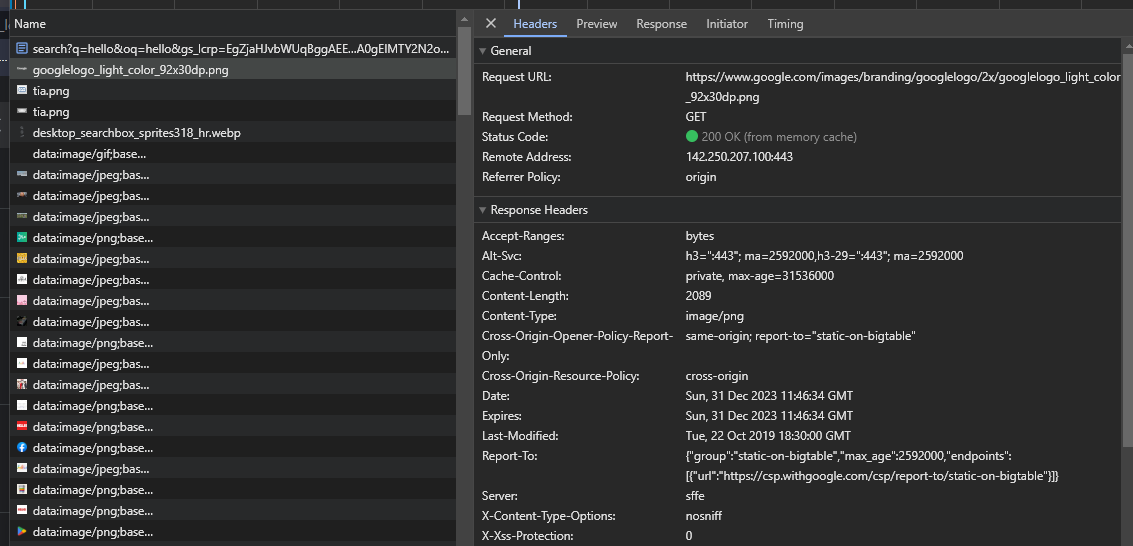 Name
search?q=hello&oq=hello&gs_lcrp=EgZjaHJvbWUqBggAEE...A0gEIMTY2N2o...
googlelogo_light_color_92x30dp.png
tia.png
tia.png
desktop_searchbox_sprites318_hr.webp
data:image/gif;base...
data:image/jpeg;bas...
data:image/jpeg;bas...
data:image/jpeg;bas...
data:image/png;base...
data:image/jpeg;bas...
data:image/jpeg;bas...
data:image/jpeg;bas...
data:image/jpeg;bas...
data:image/png;base...
data:image/jpeg;bas...
data:image/jpeg;bas...
data:image/png;base...
data:image/png;base...
data:image/png;base...
data:image/jpeg;bas...
data:image/png;base...
data:image/png;base...
data:image/png;base...
Headers Preview Response Initiator Timing
General
Request URL: https://www.google.com/images/branding/googlelogo/2x/googlelogo_light_color
_92x30dp.png
Request Method: GET
Status Code: 200 OK (from memory cache)
Remote Address: 142.250.207.100:443
Referrer Policy: origin
Response Headers
Accept-Ranges: bytes
Alt-Svc: h3=":443"; ma=2592000,h3-29=":443"; ma=2592000
Cache-Control: private, max-age=31536000
Content-Length: 2089
Content-Type: image/png
Cross-Origin-Opener-Policy-Report- same-origin; report-to="static-on-bigtable"
Only:
Cross-Origin-Resource-Policy: cross-origin
Date: Sun, 31 Dec 2023 11:46:34 GMT
Expires: Sun, 31 Dec 2023 11:46:34 GMT
Last-Modified: Tue, 22 Oct 2019 18:30:00 GMT
Report-To: {"group":"static-on-bigtable","max_age":2592000,"endpoints":
[{"url":"https://csp.withgoogle.com/csp/report-to/static-on-bigtable"}]}
Server: sffe
X-Content-Type-Options: nosniff
X-Xss-Protection: 0